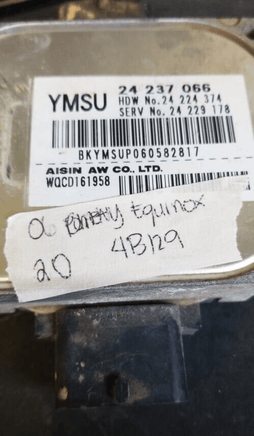 YMSU
24 237 066
HDW No.24 224 374
SERV No.24 229 178
BKYMSUP060582817
AISIN AW CO., LTD.
WQCD161958
06 Equinox
20 4B129